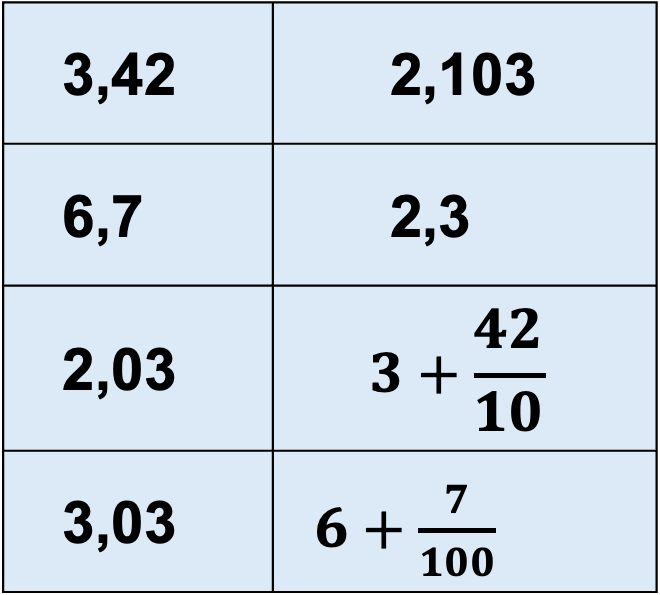 3,42 2,103
6,7 2,3
2,03 3 + 42/10
3,03 6 + 7/100